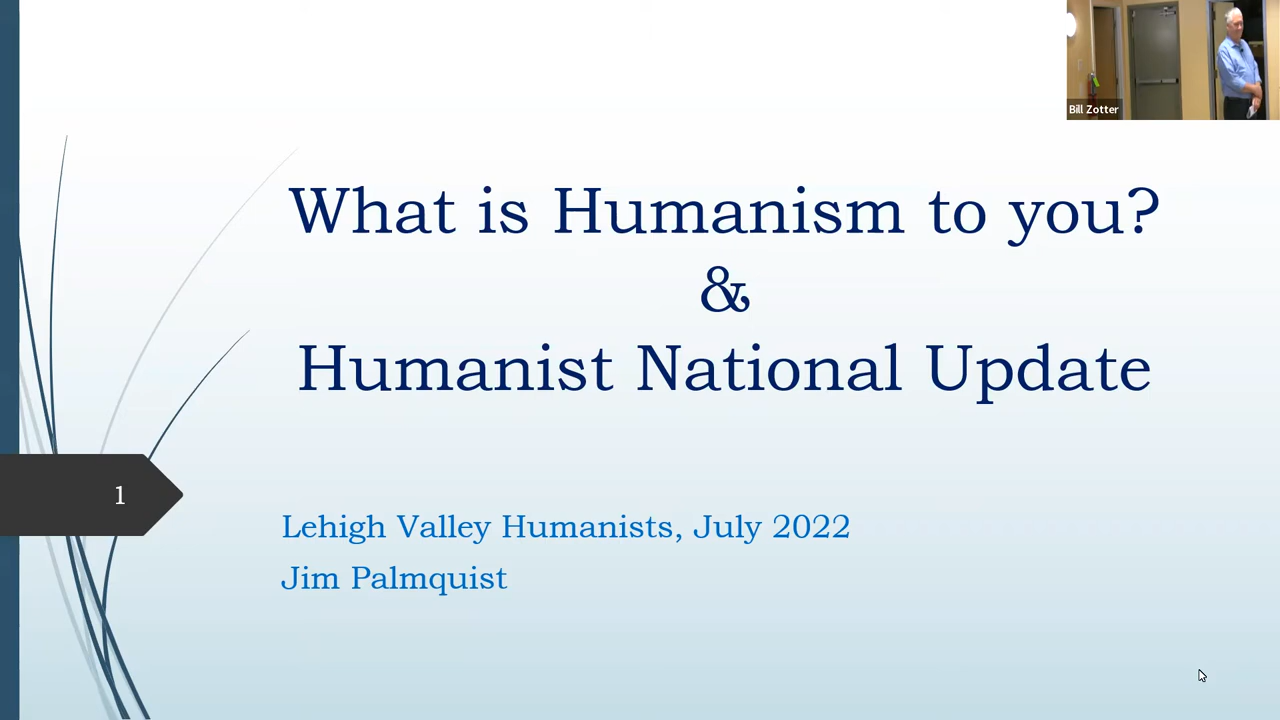 Bill Zotter
What is Humanism to you?
&
Humanist National Update
1
Lehigh Valley Humanists, July 2022
Jim Palmquist